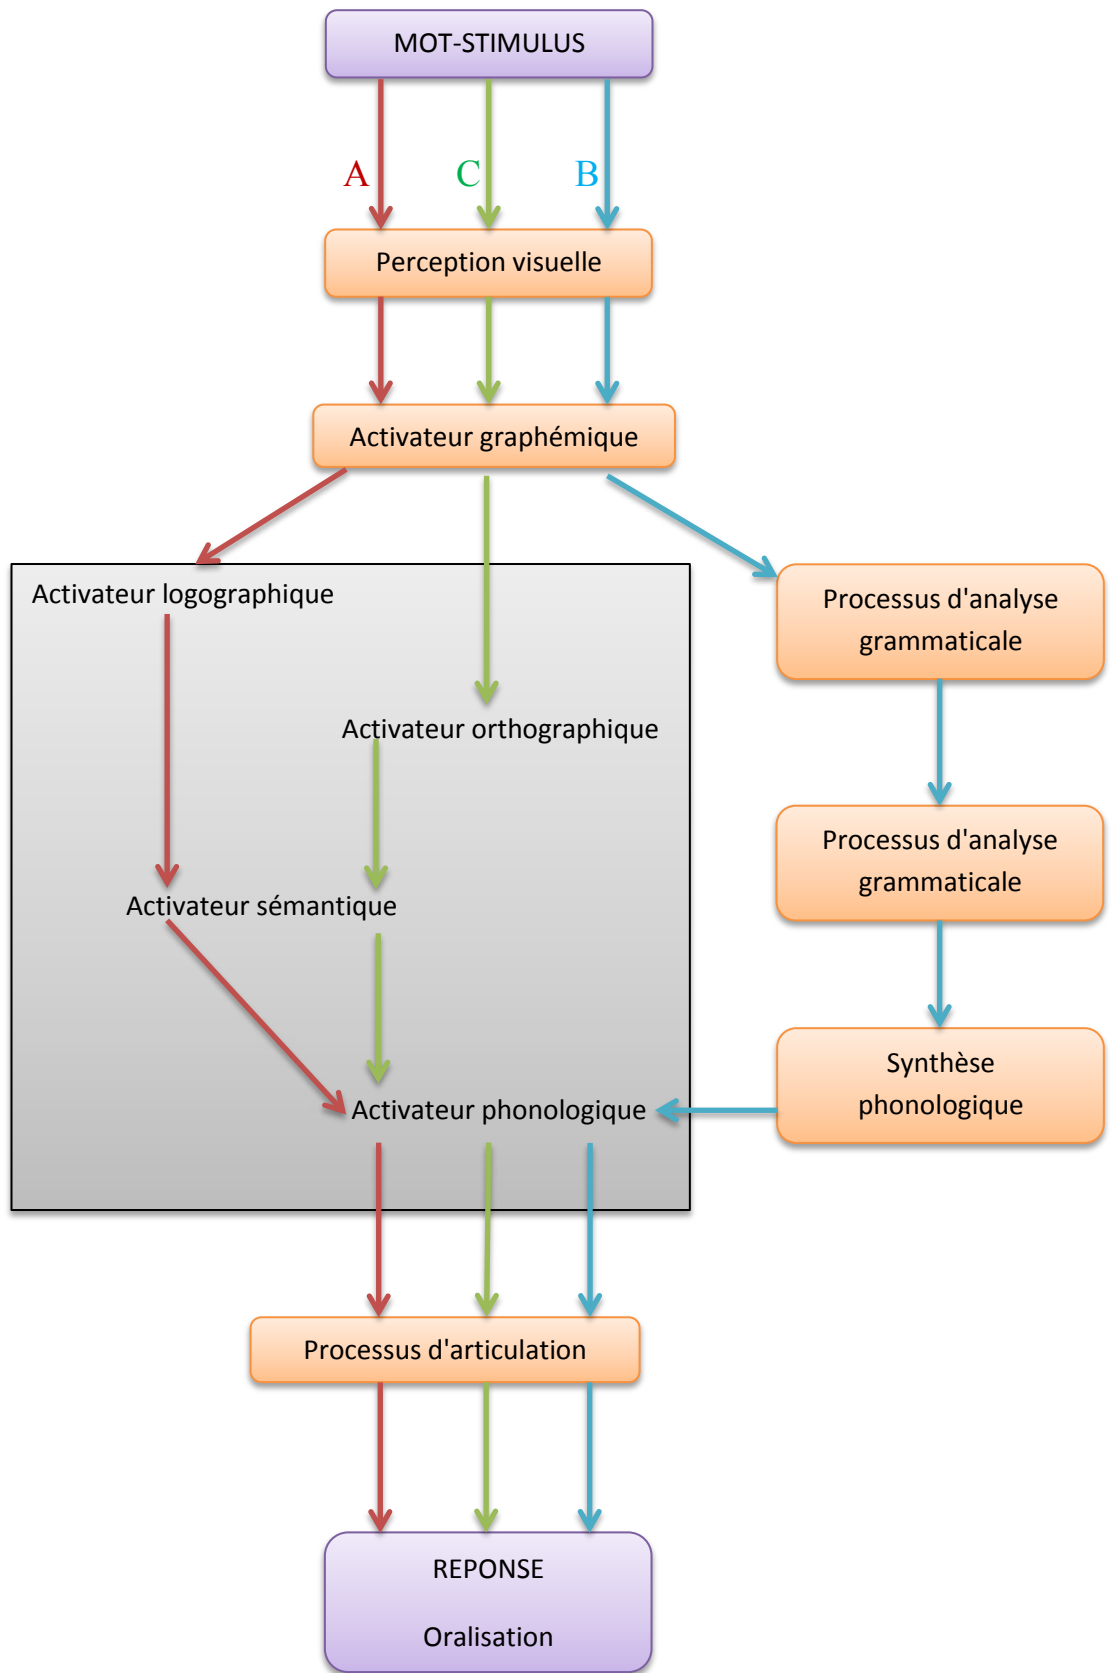 MOT-STIMULUS
A C B
Perception visuelle
Activateur graphémique
Activateur logographique
Processus d'analyse
grammaticale
Activateur orthographique
Processus d'analyse
grammaticale
Activateur sémantique
Synthèse
phonologique
Activateur phonologique
Processus d'articulation
REPONSE
Oralisation